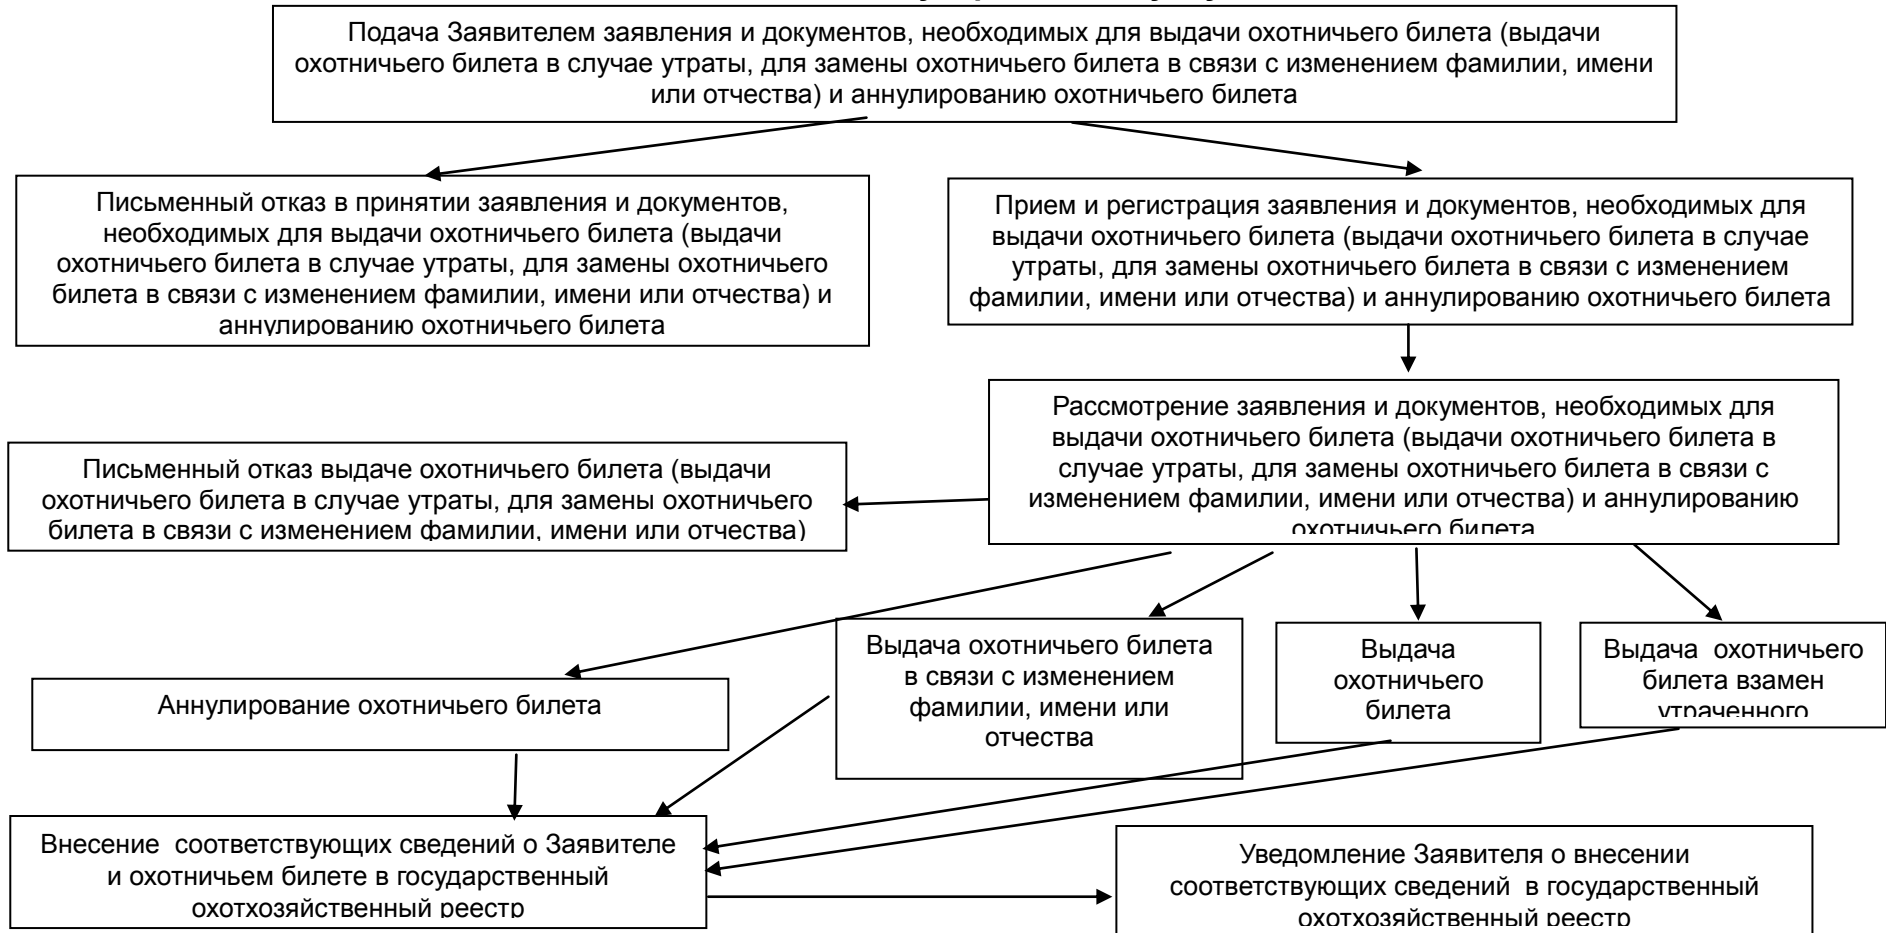 Подача Заявителем заявления и документов, необходимых для выдачи охотничьего билета (выдачи
охотничьего билета в случае утраты, для замены охотничьего билета в связи с изменением фамилии, имени
или отчества) и аннулированию охотничьего билета
Письменный отказ в принятии заявления и документов,
необходимых для выдачи охотничьего билета (выдачи
охотничьего билета в случае утраты, для замены охотничьего
билета в связи с изменением фамилии, имени или отчества) и
аннулированию охотничьего билета
Прием и регистрация заявления и документов, необходимых для
выдачи охотничьего билета (выдачи охотничьего билета в случае
утраты, для замены охотничьего билета в связи с изменением
фамилии, имени или отчества) и аннулированию охотничьего билета
Рассмотрение заявления и документов, необходимых для
выдачи охотничьего билета (выдачи охотничьего билета в
случае утраты, для замены охотничьего билета в связи с
изменением фамилии, имени или отчества) и аннулированию
охотничьего билета
Письменный отказ выдаче охотничьего билета (выдачи
охотничьего билета в случае утраты, для замены охотничьего
билета в связи с изменением фамилии, имени или отчества)
Аннулирование охотничьего билета
Выдача охотничьего билета
в связи с изменением
фамилии, имени или
отчества
Выдача
охотничьего
билета
Выдача охотничьего
билета взамен
утраченного
Внесение соответствующих сведений о Заявителе
и охотничьем билете в государственный
охотхозяйственный реестр
Уведомление Заявителя о внесении
соответствующих сведений в государственный
охотхозяйственный реестр